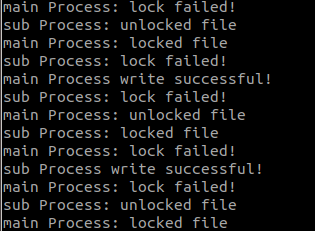 main Process: lock failed!
sub Process: unlocked file
main Process: locked file
sub Process: lock failed!
main Process write successful!
sub Process: lock failed!
main Process: unlocked file
sub Process: locked file
main Process: lock failed!
sub Process write successful!
main Process: lock failed!
sub Process: unlocked file
main Process: locked file